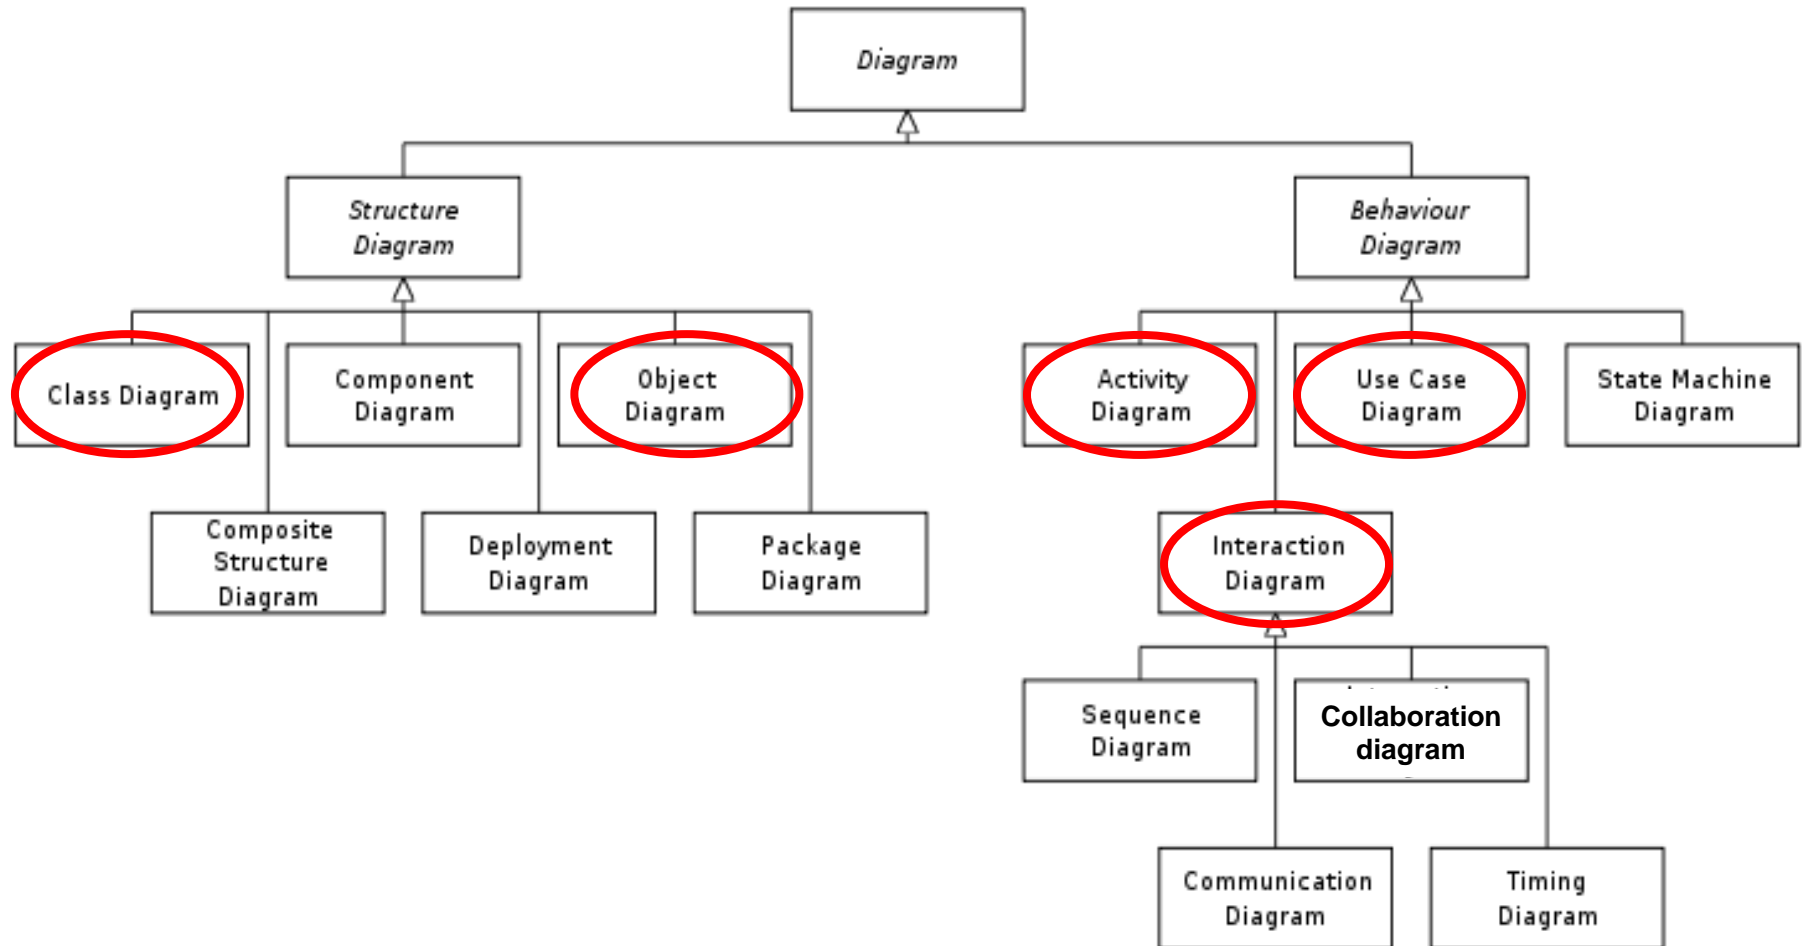 Diagram
Structure
Diagram
Behaviour
Diagram
Class Diagram
Component
Diagram
Object
Diagram
Activity
Diagram
Use Case
Diagram
State Machine
Diagram
Composite
Structure
Diagram
Deployment
Diagram
Package
Diagram
Interaction
Diagram
Sequence
Diagram
Collaboration
diagram
Communication
Diagram
Timing
Diagram